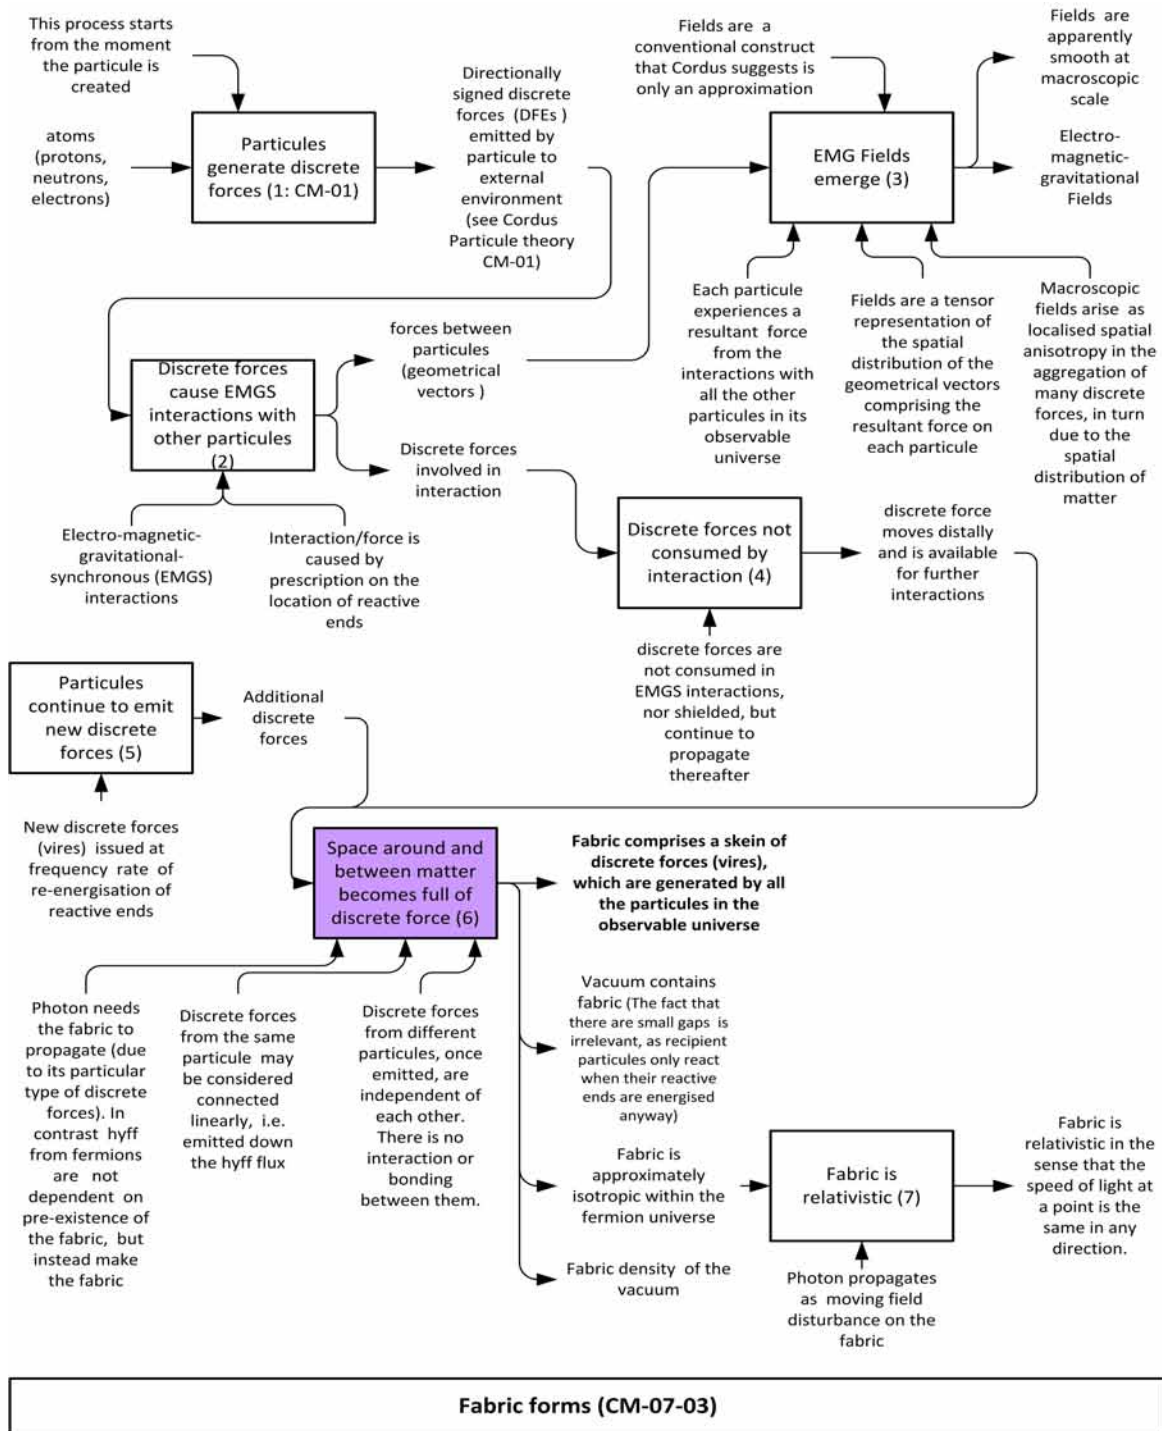 This process starts
from the moment
the particule is
created
atoms
(protons,
neutrons,
electrons)
Particules
generate discrete
forces (1: CM-01)
Directionally
signed discrete
forces (DFEs )
emitted by
particule to
external
environment
(see Cordus
Particule theory
CM-01)
Fields are a
conventional construct
that Cordus suggests is
only an approximation
EMG Fields
emerge (3)
Fields are
apparently
smooth at
macroscopic
scale
Electro-
magnetic-
gravitational
Fields
Each particule
experiences a
resultant force
from the
interactions with
all the other
particules in its
observable
universe
Fields are a tensor
representation of
the spatial
distribution of the
geometrical vectors
comprising the
resultant force on
each particule
Macroscopic
fields arise as
localised spatial
anisotropy in the
aggregation of
many discrete
forces, in turn
due to the
spatial
distribution of
matter
Discrete forces
cause EMGS
interactions with
other particules
(2)
forces between
particules
(geometrical
vectors )
Discrete forces
involved in
interaction
Electro-magnetic-
gravitational-
synchronous (EMGS)
interactions
Interaction/force is
caused by
prescription on the
location of reactive
ends
Discrete forces not
consumed by
interaction (4)
discrete force
moves distally
and is available
for further
interactions
discrete forces are
not consumed in
EMGS interactions,
nor shielded, but
continue to
propagate
thereafter
Particules
continue to emit
new discrete
forces (5)
Additional
discrete
forces
New discrete forces
(vires) issued at
frequency rate of
re-energisation of
reactive ends
Space around and
between matter
becomes full of
discrete force (6)
Fabric comprises a skein of
discrete forces (vires),
which are generated by all
the particules in the
observable universe
Photon needs
the fabric to
propagate (due
to its particular
type of discrete
forces). In
contrast hyff
from fermions
are not
dependent on
pre-existence of
the fabric, but
instead make
the fabric
Discrete forces
from the same
particule may
be considered
connected
linearly, i.e.
emitted down
the hyff flux
Discrete forces
from different
particules, once
emitted, are
independent of
each other.
There is no
interaction or
bonding
between them.
Vacuum contains
fabric (The fact that
there are small gaps is
irrelevant, as recipient
particules only react
when their reactive
ends are energised
anyway)
Fabric is
approximately
isotropic within the
fermion universe
Fabric density of the
vacuum
Fabric is
relativistic (7)
Fabric is
relativistic in the
sense that the
speed of light at
a point is the
same in any
direction.
Photon propagates
as moving field
disturbance on the
fabric
Fabric forms (CM-07-03)